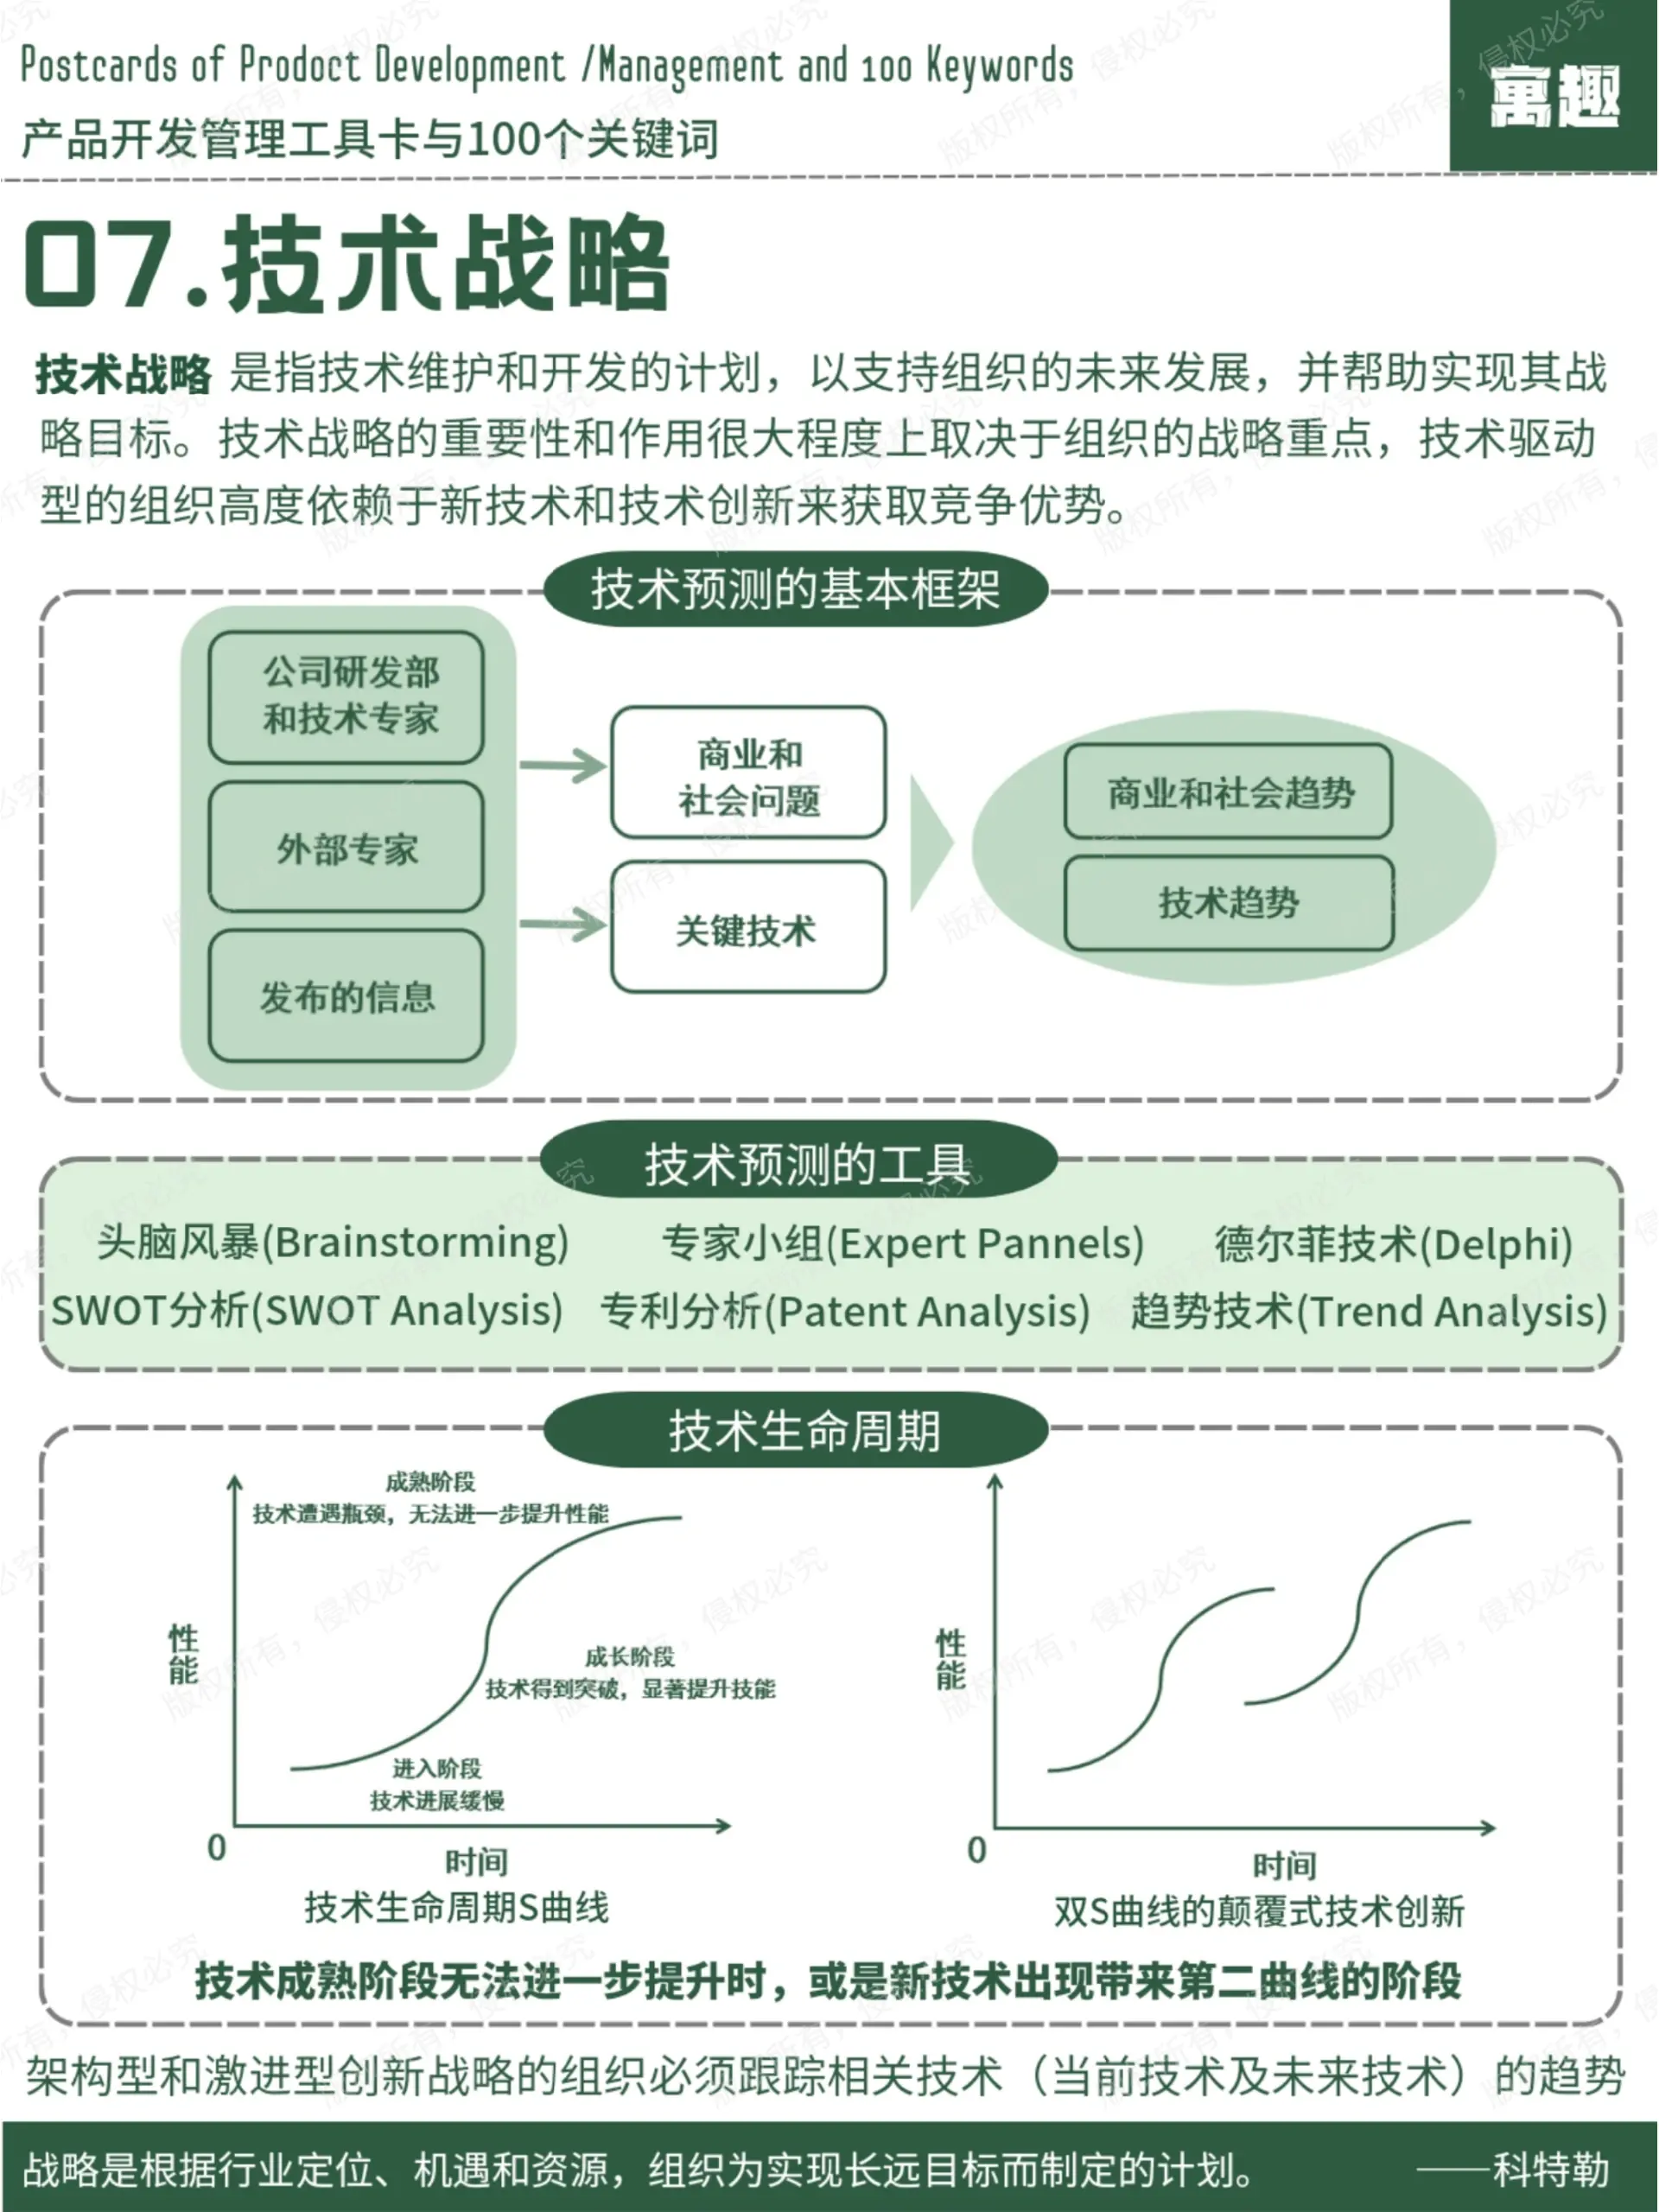 Postcards of Prodoct Development /Management and 100 Keywords
产品开发管理工具卡与100个关键词
寓趣
07.技术战略
技术战略 是指技术维护和开发的计划，以支持组织的未来发展，并帮助实现其战
略目标。技术战略的重要性和作用很大程度上取决于组织的战略重点，技术驱动
型的组织高度依赖于新技术和技术创新来获取竞争优势。
技术预测的基本框架
公司研发部
和技术专家
外部专家
发布的信息
商业和
社会问题
关键技术
商业和社会趋势
技术趋势
技术预测的工具
头脑风暴(Brainstorming) 专家小组(Expert Pannels) 德尔菲技术(Delphi)
SWOT分析(SWOT Analysis) 专利分析(Patent Analysis) 趋势技术(Trend Analysis)
技术生命周期
成熟阶段
技术遭遇瓶颈，无法进一步提升性能
性能
成长阶段
技术得到突破，显著提升技能
进入阶段
技术进展缓慢
0
时间
技术生命周期S曲线
性能
0
时间
双S曲线的颠覆式技术创新
技术成熟阶段无法进一步提升时，或是新技术出现带来第二曲线的阶段
架构型和激进型创新战略的组织必须跟踪相关技术（当前技术及未来技术）的趋势
战略是根据行业定位、机遇和资源，组织为实现长远目标而制定的计划。 ——科特勒
版权所有，侵权必究